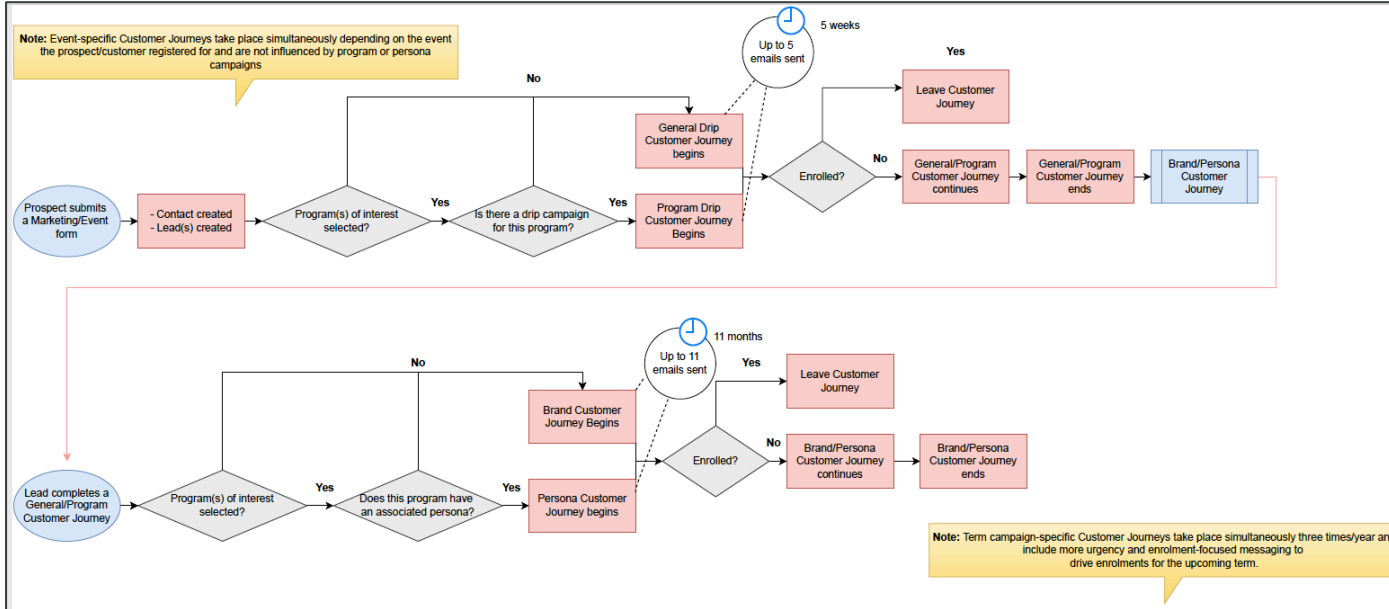 Note: Event-specific Customer Journeys take place simultaneously depending on the event
the prospect/customer registered for and are not influenced by program or persona
campaigns
5 weeks
Up to 5
emails sent
Yes
Leave Customer
Journey
No
General Drip
Customer Journey
begins
Enrolled?
No
General/Program
Customer Journey
continues
General/Program
Customer Journey
ends
Brand/Persona
Customer
Journey
Prospect submits
a Marketing/Event
form
- Contact created
- Lead(s) created
Program(s) of interest
selected?
Yes
Is there a drip campaign
for this program?
Yes
Program Drip
Customer Journey
Begins
11 months
Up to 11
emails sent
Yes
Leave Customer
Journey
No
Brand Customer
Journey Begins
Enrolled?
No
Brand/Persona
Customer Journey
continues
Brand/Persona
Customer Journey
ends
Lead completes a
General/Program
Customer Journey
Program(s) of interest
selected?
Yes
Does this program have
an associated persona?
Yes
Persona Customer
Journey begins
Note: Term campaign-specific Customer Journeys take place simultaneously three times/year an
include more urgency and enrolment-focused messaging to
drive enrolments for the upcoming term.